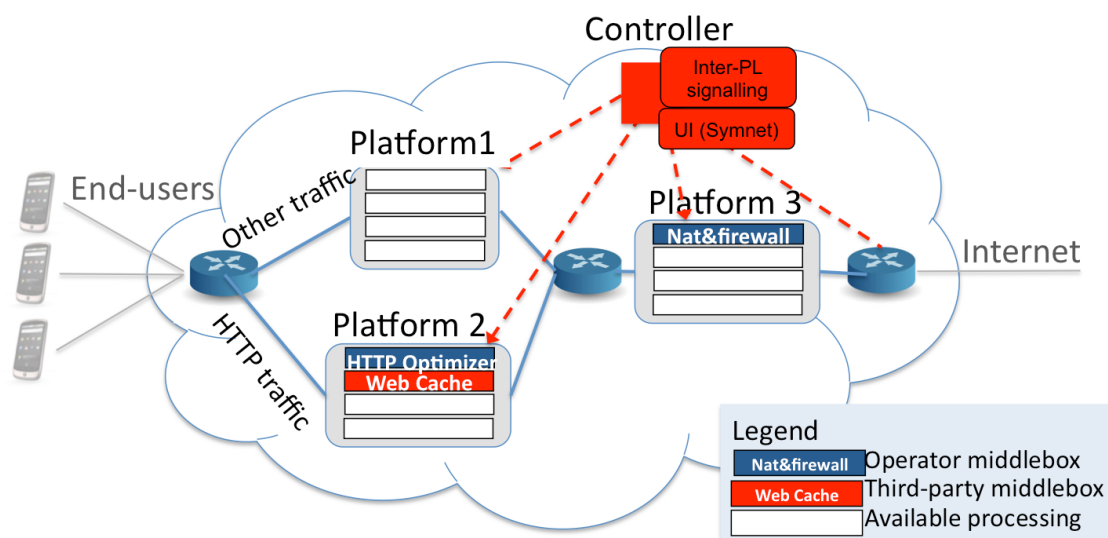 Controller
Inter-PL
signalling
UI (Symnet)
Platform1
End-users
Other traffic
Platform 3
Nat&firewall
Internet
HTTP traffic
Platform 2
HTTP Optimizer
Web Cache
Legend
Nat&firewall Operator middlebox
Web Cache Third-party middlebox
Available processing